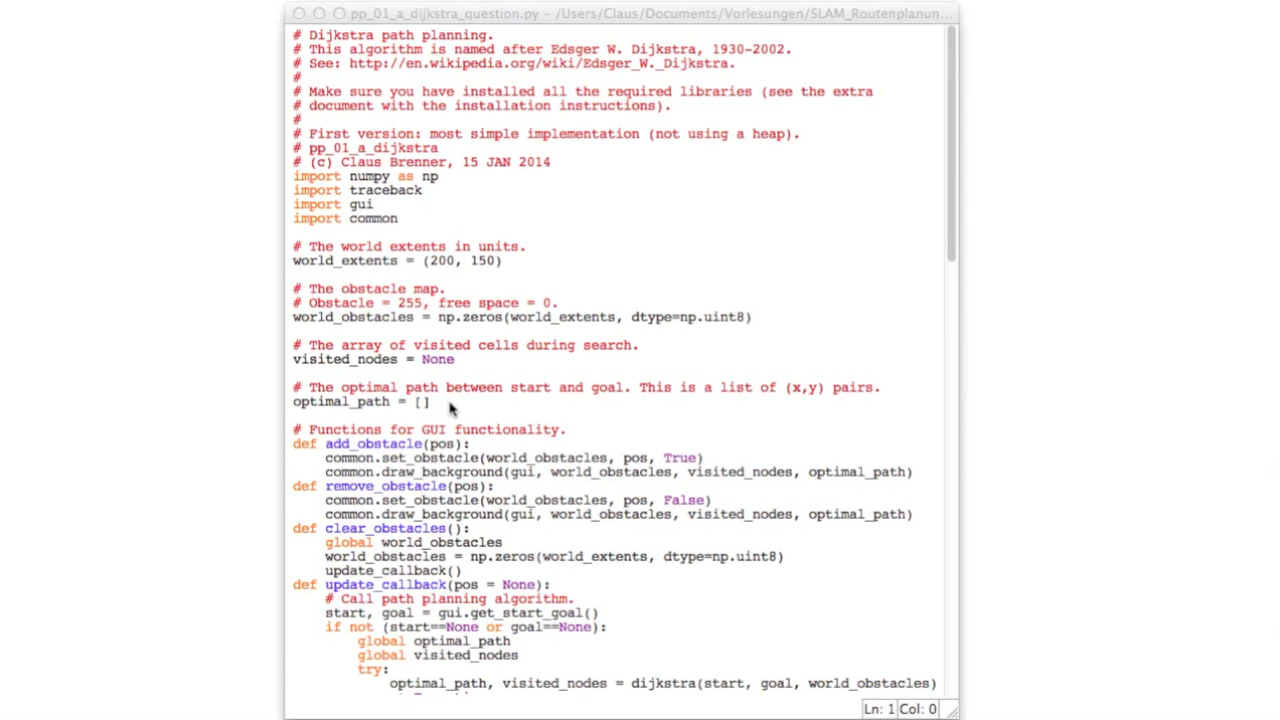 pp_01_a_dijkstra_question.py – /Users/Claus/Documents/Vorlesungen/SLAM_Routenplanun...
# Dijkstra path planning.
# This algorithm is named after Edsger W. Dijkstra, 1930-2002.
# See: http://en.wikipedia.org/wiki/Edsger_W._Dijkstra.
#
# Make sure you have installed all the required libraries (see the extra
# document with the installation instructions).
#
# First version: most simple implementation (not using a heap).
# pp_01_a_dijkstra
# (c) Claus Brenner, 15 JAN 2014
import numpy as np
import traceback
import gui
import common
# The world extents in units.
world_extents = (200, 150)
# The obstacle map.
# Obstacle = 255, free space = 0.
world_obstacles = np.zeros(world_extents, dtype=np.uint8)
# The array of visited cells during search.
visited_nodes = None
# The optimal path between start and goal. This is a list of (x,y) pairs.
optimal_path = []
# Functions for GUI functionality.
def add_obstacle(pos):
    common.set_obstacle(world_obstacles, pos, True)
    common.draw_background(gui, world_obstacles, visited_nodes, optimal_path)
def remove_obstacle(pos):
    common.set_obstacle(world_obstacles, pos, False)
    common.draw_background(gui, world_obstacles, visited_nodes, optimal_path)
def clear_obstacles():
    global world_obstacles
    world_obstacles = np.zeros(world_extents, dtype=np.uint8)
    update_callback()
def update_callback(pos = None):
    # Call path planning algorithm.
    start, goal = gui.get_start_goal()
    if not (start==None or goal==None):
        global optimal_path
        global visited_nodes
        try:
            optimal_path, visited_nodes = dijkstra(start, goal, world_obstacles)
Ln: 1 Col: 0